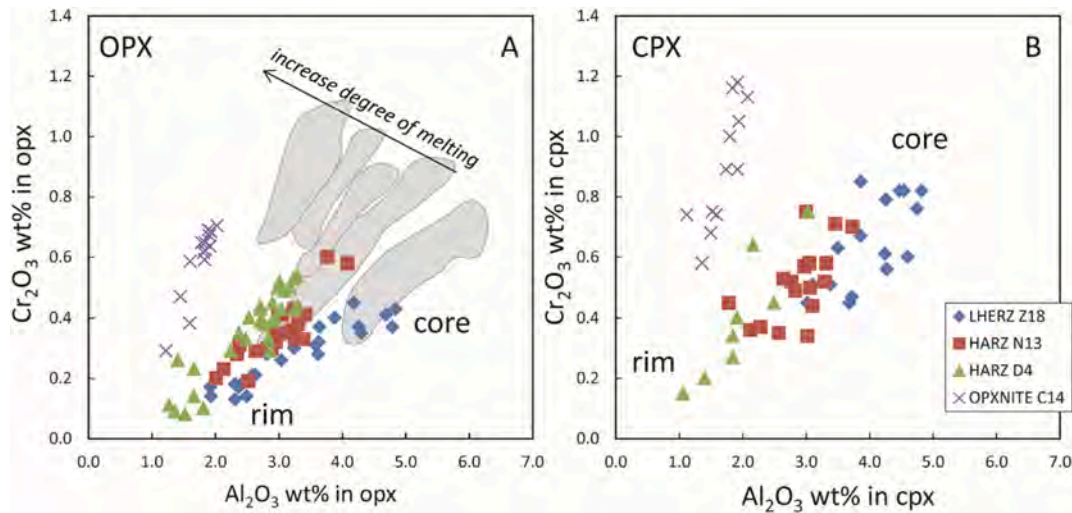 OPX
A
increase degree of melting
core
rim
Cr₂O₃ wt% in opx
1.4
1.2
1.0
0.8
0.6
0.4
0.2
0.0
0.0 1.0 2.0 3.0 4.0 5.0 6.0 7.0
Al₂O₃ wt% in opx
CPX
B
core
rim
Cr₂O₃ wt% in cpx
1.4
1.2
1.0
0.8
0.6
0.4
0.2
0.0
LHERZ Z18
HARZ N13
HARZ D4
OPXNITE C14
0.0 1.0 2.0 3.0 4.0 5.0 6.0 7.0
Al₂O₃ wt% in cpx